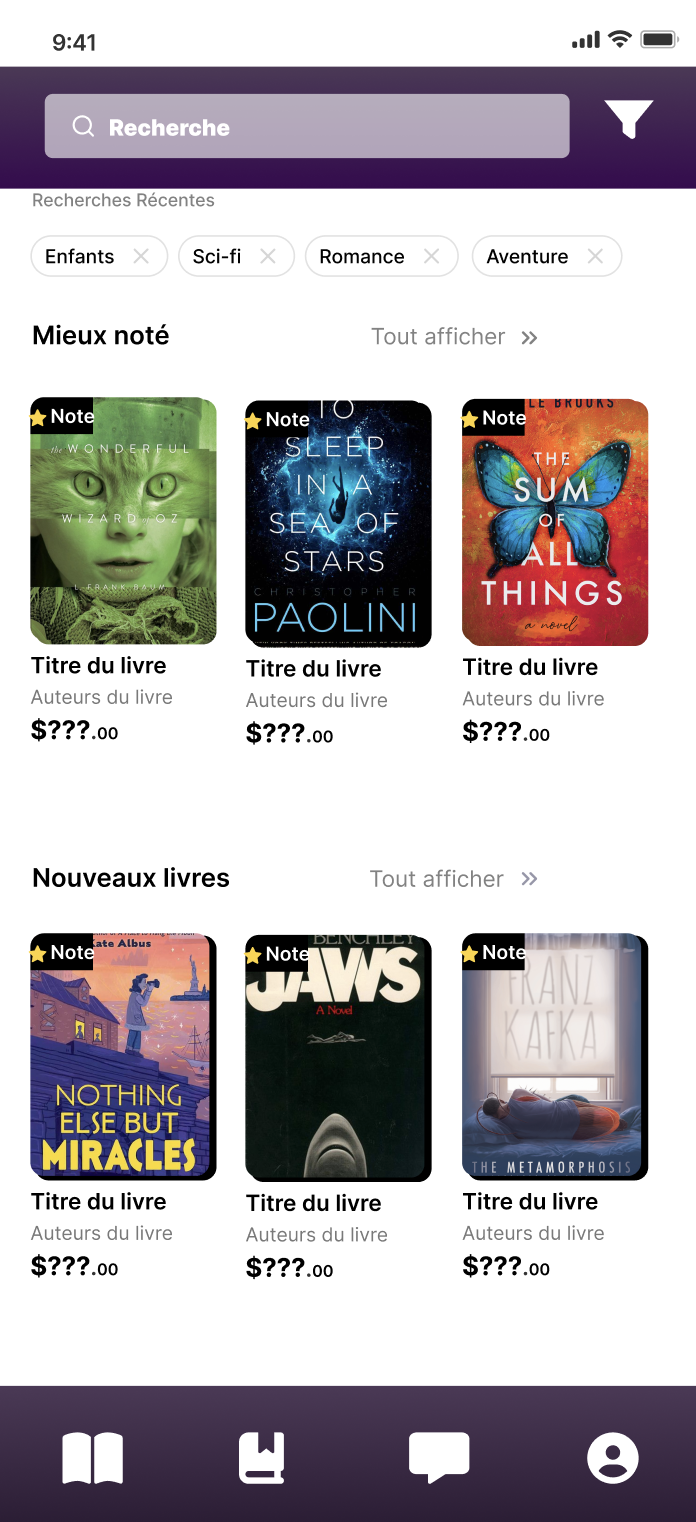 9:41
Recherche
Recherches Récentes
Enfants
Sci-fi
Romance
Aventure
Mieux noté
Tout afficher
Note
the WONDERFUL
WIZARD of OZ
L. FRANK BAUM
Titre du livre
Auteurs du livre
$???.00
Note
TO
SLEEP
IN A
SEA OF
STARS
CHRISTOPHER
PAOLINI
Titre du livre
Auteurs du livre
$???.00
Note
LE BROOKS
THE
SUM
OF
ALL
THINGS
a novel
Titre du livre
Auteurs du livre
$???.00
Nouveaux livres
Tout afficher
Note
Kate Albus
NOTHING
ELSE BUT
MIRACLES
Titre du livre
Auteurs du livre
$???.00
Note
BENCHLEY
JAWS
A Novel
Titre du livre
Auteurs du livre
$???.00
Note
FRANZ
KAFKA
THE METAMORPHOSIS
Titre du livre
Auteurs du livre
$???.00